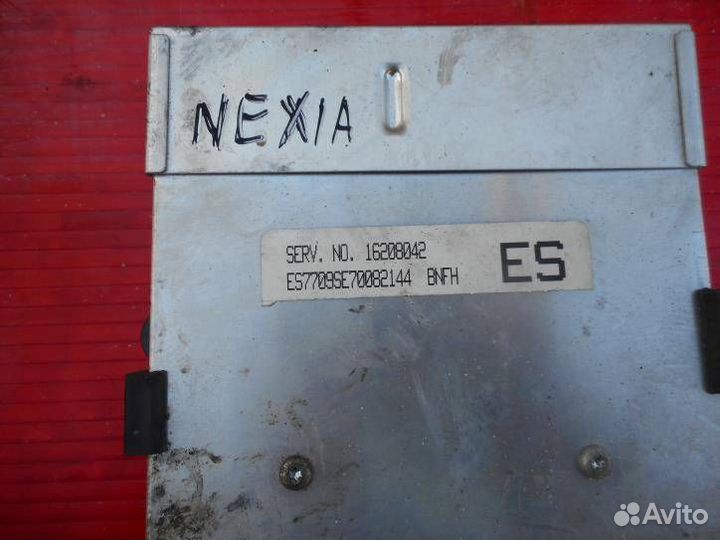 NEXIA
SERV. NO. 16208042
ES7709SE70082144 BNFH
ES
Avito